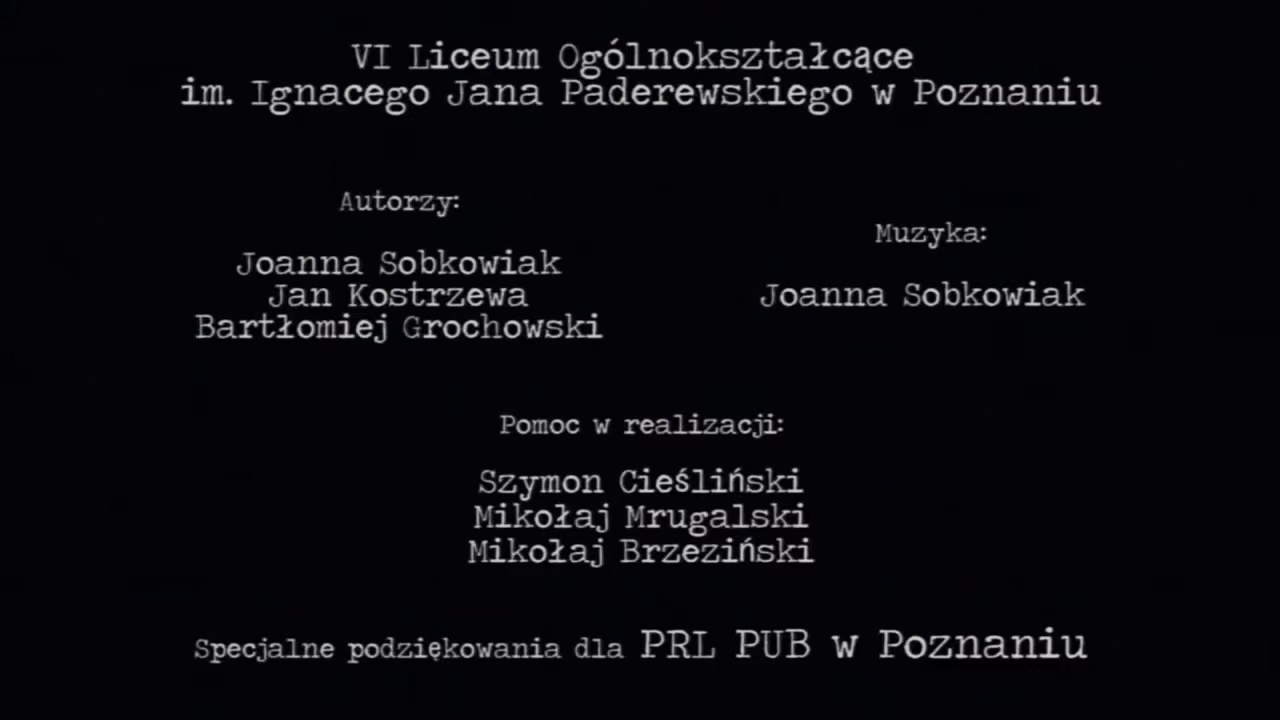 VI Liceum Ogólnokształcące
im. Ignacego Jana Paderewskiego w Poznaniu
Autorzy:
Joanna Sobkowiak
Jan Kostrzewa
Bartłomiej Grochowski
Muzyka:
Joanna Sobkowiak
Pomoc w realizacji:
Szymon Cieśliński
Mikołaj Mrugalski
Mikołaj Brzeziński
Specjalne podziękowania dla PRL PUB w Poznaniu